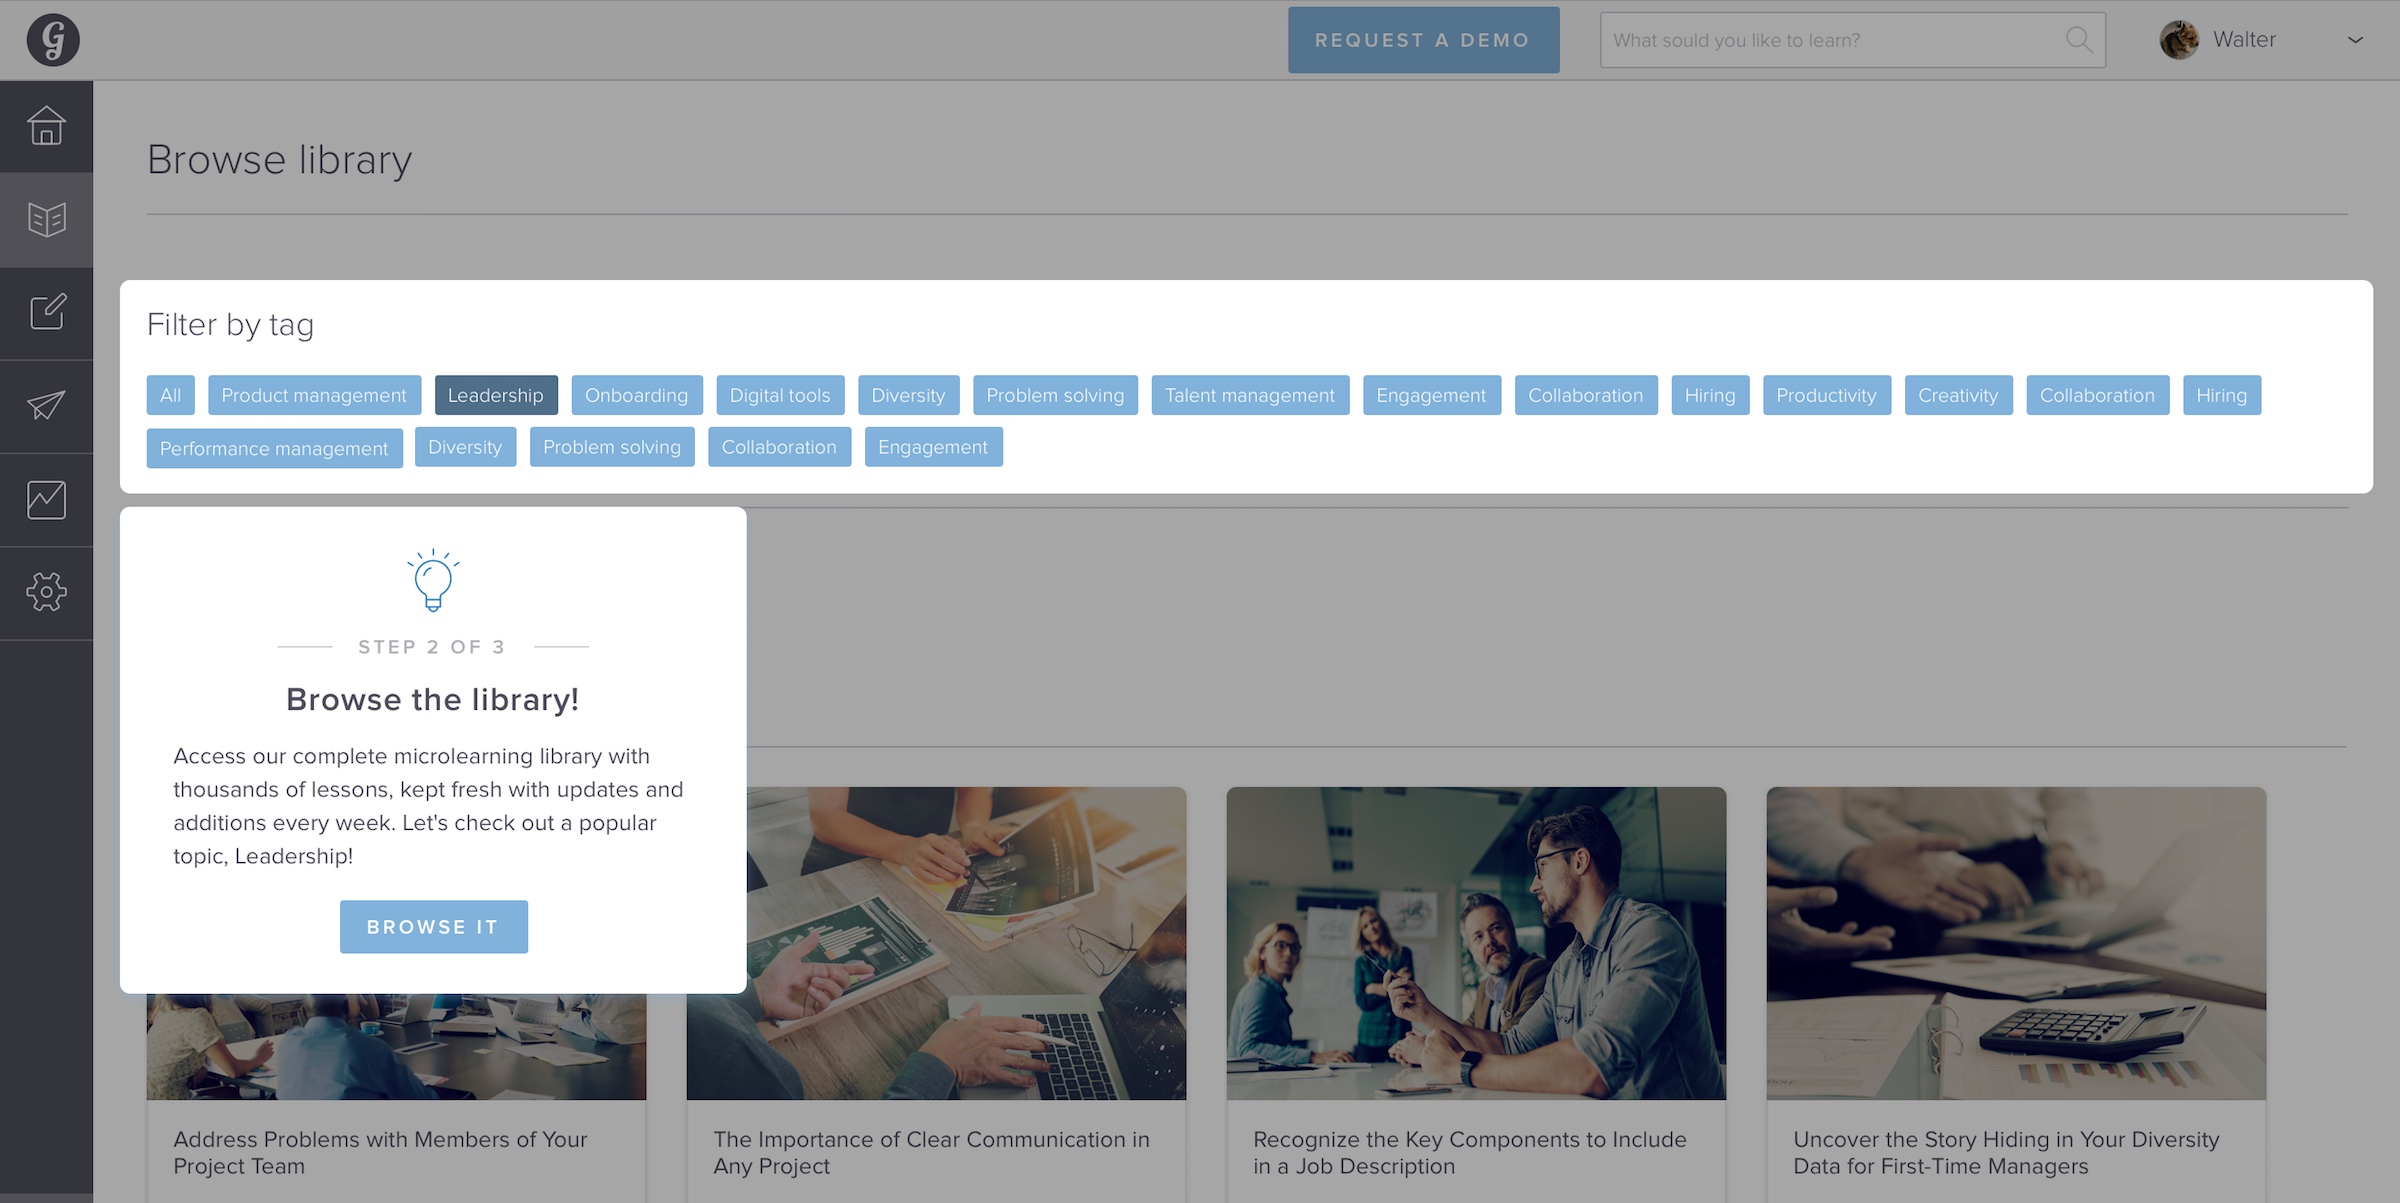 g
REQUEST A DEMO
What sould you like to learn?
Walter
Browse library
Filter by tag
All Product management Leadership Onboarding Digital tools Diversity Problem solving Talent management Engagement Collaboration Hiring Productivity Creativity Collaboration Hiring
Performance management Diversity Problem solving Collaboration Engagement
STEP 2 OF 3
Browse the library!
Access our complete microlearning library with
thousands of lessons, kept fresh with updates and
additions every week. Let's check out a popular
topic, Leadership!
BROWSE IT
Address Problems with Members of Your
Project Team
The Importance of Clear Communication in
Any Project
Recognize the Key Components to Include
in a Job Description
Uncover the Story Hiding in Your Diversity
Data for First-Time Managers